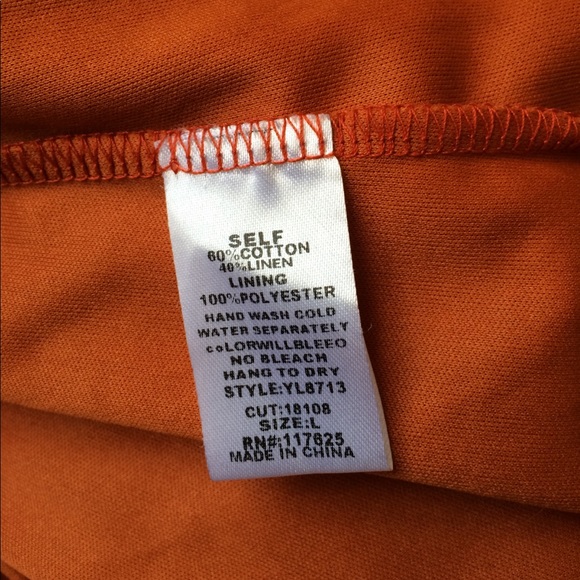 SELF
60%COTTON
40%LINEN
LINING
100%POLYESTER
HAND WASH COLD
WATER SEPARATELY
coLORWILLBLEEO
NO BLEACH
HANG TO DRY
STYLE:YL8713
CUT:18108
SIZE:L
RN#:117625
MADE IN CHINA